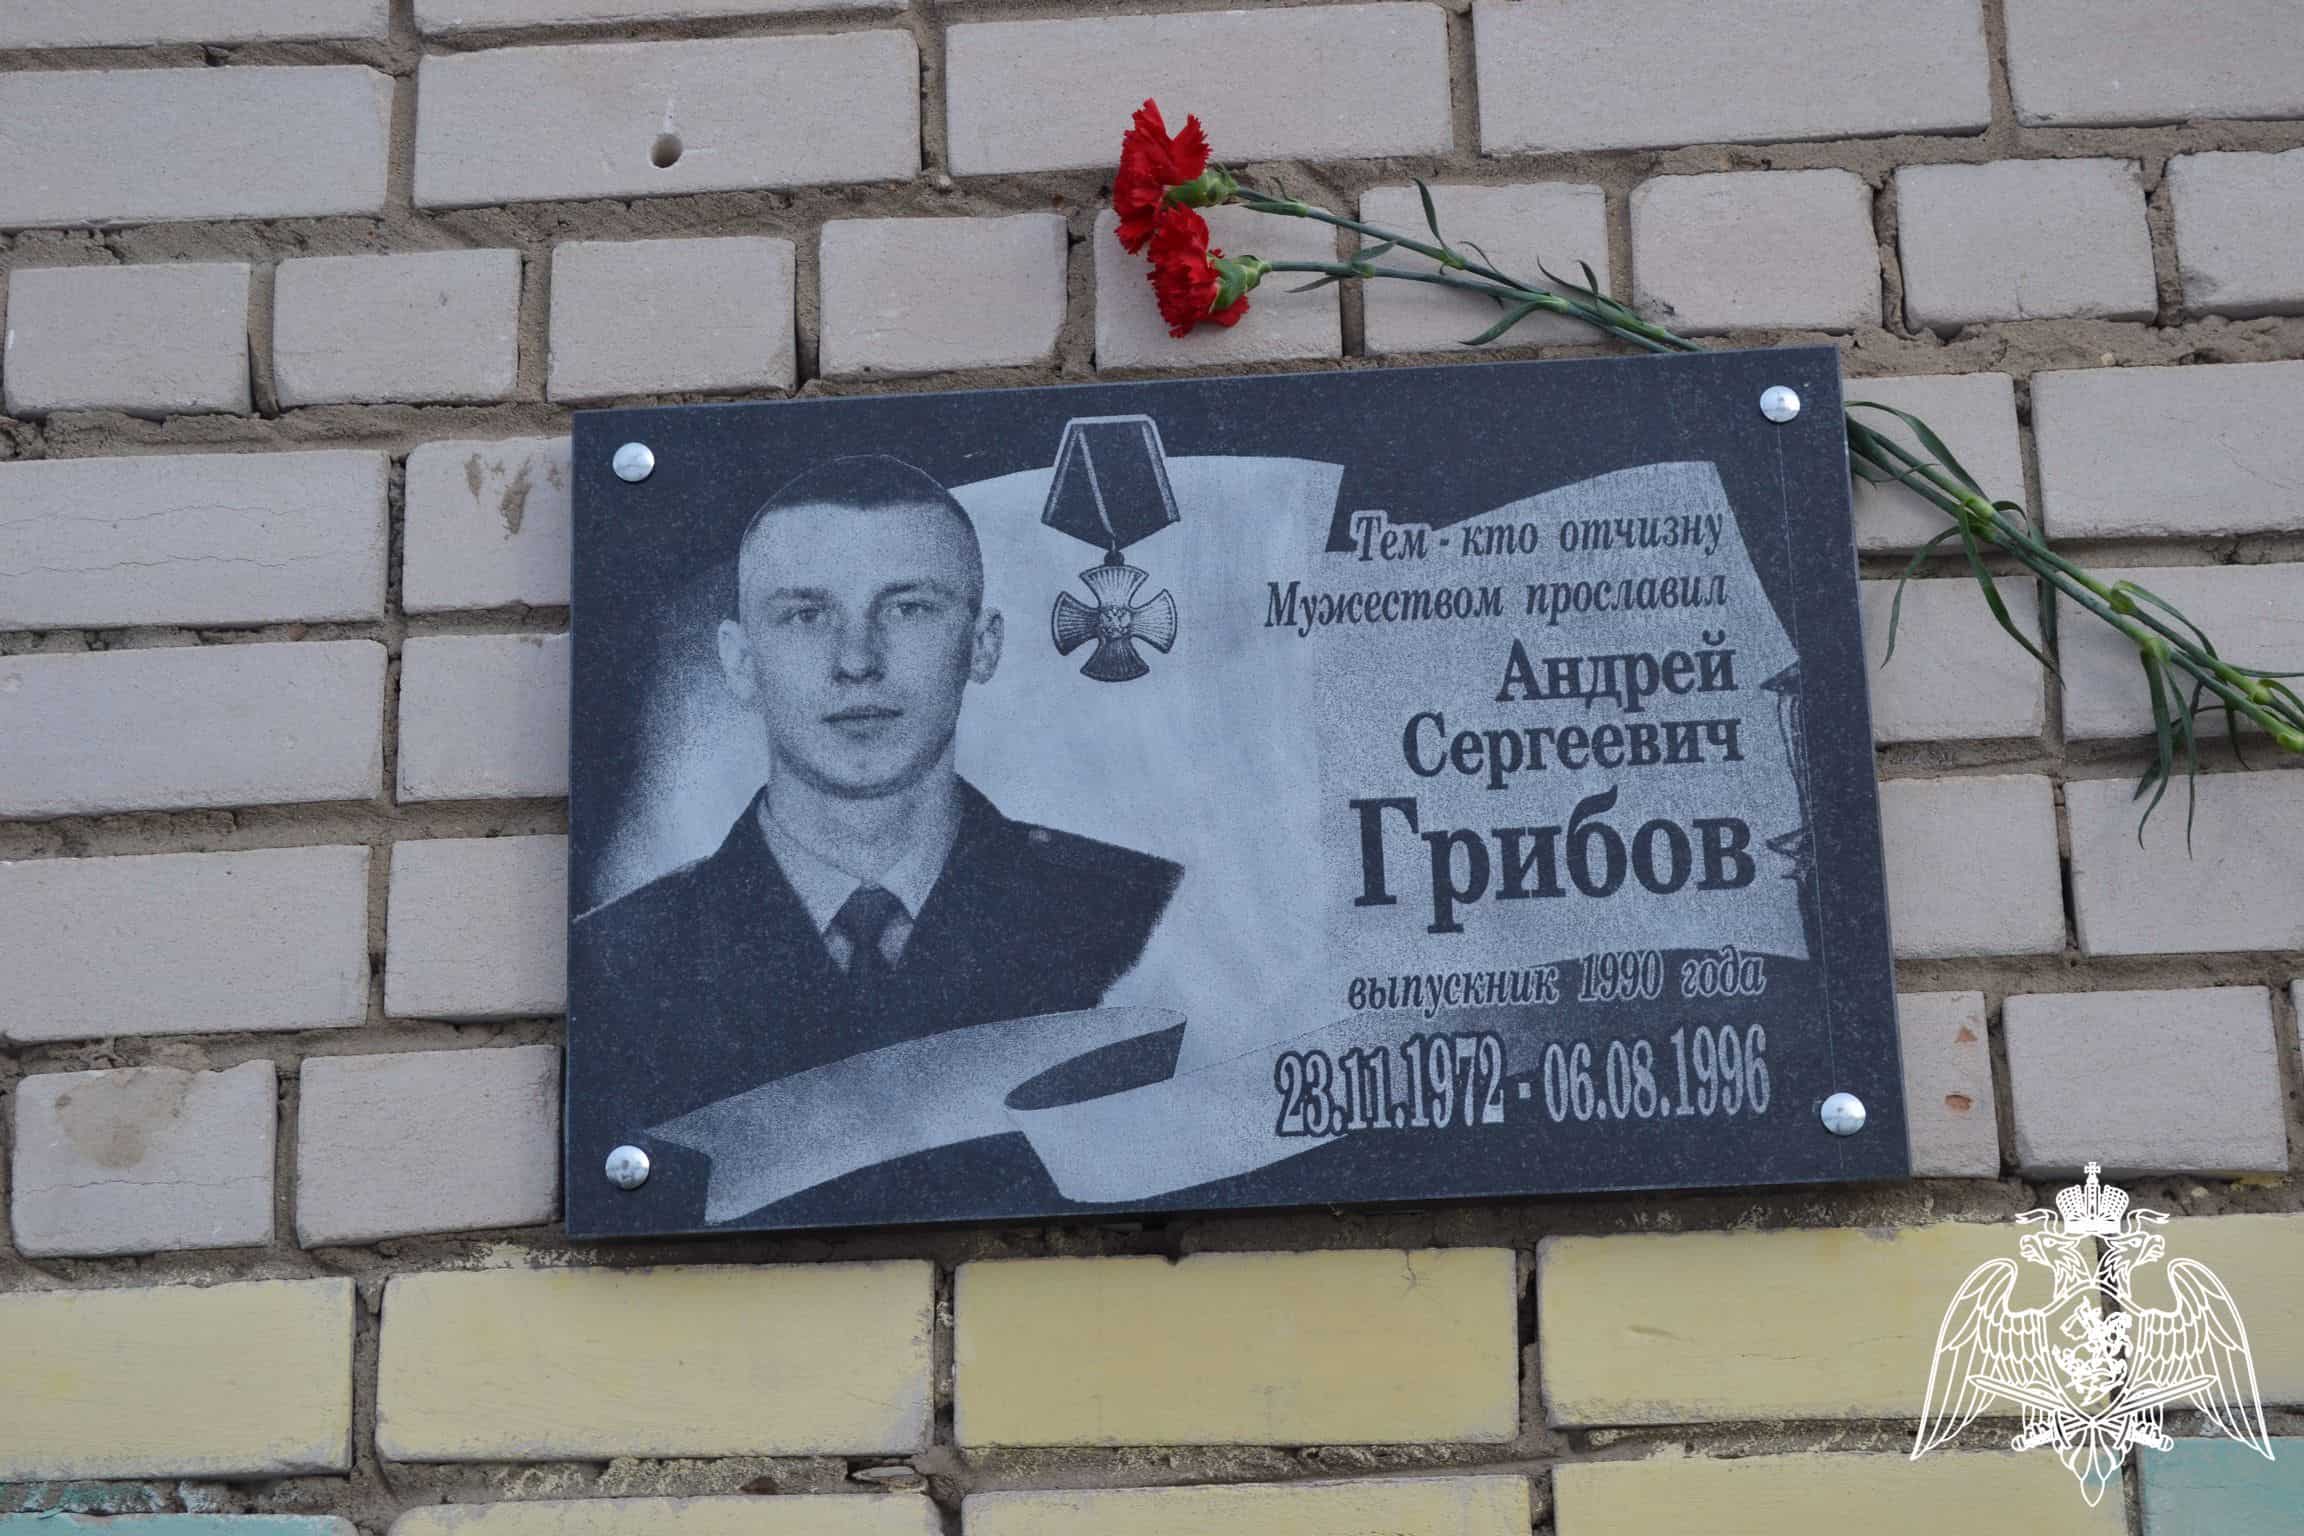 Тем - кто отчизну
Мужеством прославил
Андрей
Сергеевич
Грибов
выпускник 1990 года
23.11.1972 - 06.08.1996